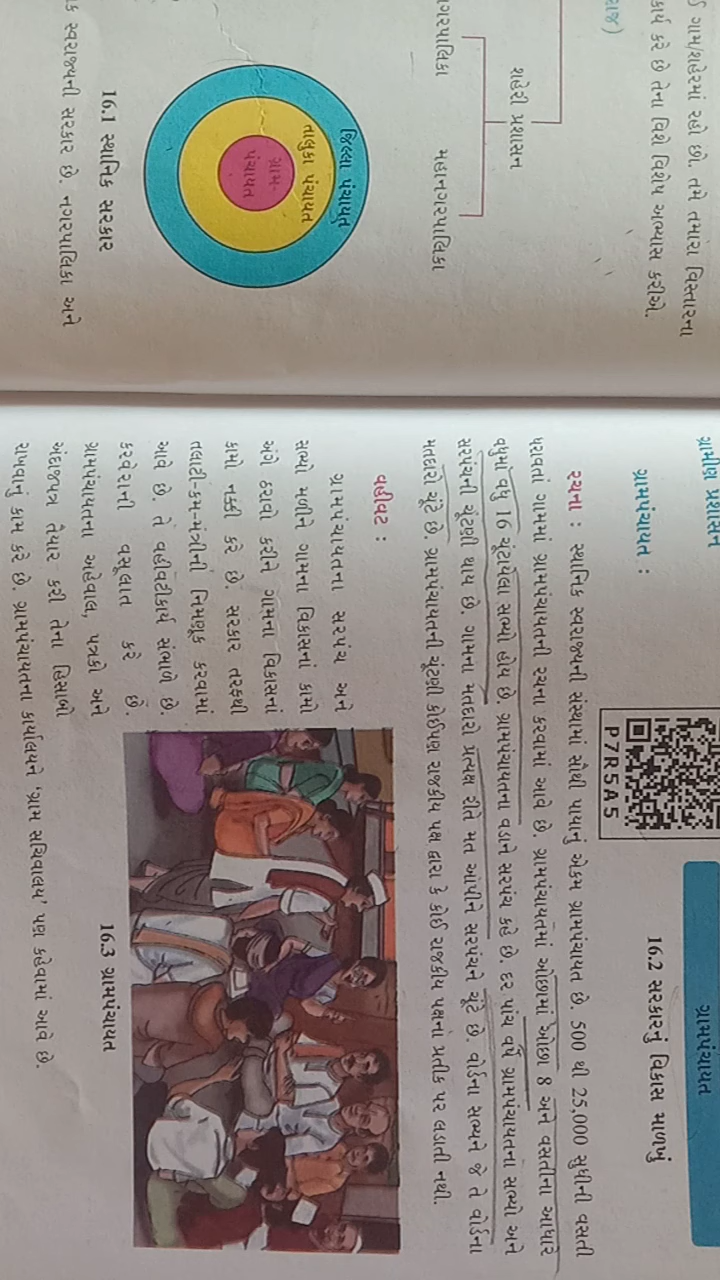 ઈ ગામ/શહેરમાં રહો છો, તમે તમારા વિસ્તારના
કાર્ય કરે છે તેના વિશે વિશેષ અભ્યાસ કરીએ.
રાજ)
શહેરી પ્રશાસન
ગરપાલિકા
મહાનગરપાલિકા
જિલ્લા પંચાયત
તાલુકા પંચાયત
ગ્રામ-
પંચાયત
16.1 સ્થાનિક સરકાર
ક સ્વરાજ્યની સરકાર છે. નગરપાલિકા અને
ગ્રામપંચાયત
16.2 સરકારનું વિકાસ માળખું
P7R5A5
ગ્રામીણ પ્રશાસન
ગ્રામપંચાયત :
રચના : સ્થાનિક સ્વરાજ્યની સંસ્થામાં સૌથી પાયાનું એકમ ગ્રામપંચાયત છે. 500 થી 25,000 સુધીની વસતી
ધરાવતાં ગામમાં ગ્રામપંચાયતની રચના કરવામાં આવે છે. ગ્રામપંચાયતમાં ઓછામાં ઓછા 8 અને વસતીના આધારે
વધુમાં વધુ 16 ચૂંટાયેલા સભ્યો હોય છે. ગ્રામપંચાયતના વડાને સરપંચ કહે છે. દર પાંચ વર્ષે ગ્રામપંચાયતના સભ્યો અને
સરપંચની ચૂંટણી થાય છે. ગામના મતદારો પ્રત્યક્ષ રીતે મત આપીને સરપંચને ચૂંટે છે. વોર્ડના સભ્યને જે તે વોર્ડના
મતદારો ચૂંટે છે. ગ્રામપંચાયતની ચૂંટણી કોઈપણ રાજકીય પક્ષ દ્વારા કે કોઈ રાજકીય પક્ષનાં પ્રતીક પર લડાતી નથી.
વહીવટ :
ગ્રામપંચાયતના સરપંચ અને
સભ્યો મળીને ગામના વિકાસનાં કામો
અંગે ઠરાવો કરીને ગામના વિકાસનાં
કામો નક્કી કરે છે. સરકાર તરફથી
તલાટી-કમ-મંત્રીની નિમણૂક કરવામાં
આવે છે. તે વહીવટીકાર્ય સંભાળે છે.
કરવેરાની વસૂલાત કરે છે.
ગ્રામપંચાયતના અહેવાલ, પત્રકો અને
અંદાજપત્ર તૈયાર કરી તેના હિસાબો
રાખવાનું કામ કરે છે. ગ્રામપંચાયતના કાર્યાલયને 'ગ્રામ સચિવાલય' પણ કહેવામાં આવે છે.
16.3 ગ્રામપંચાયત